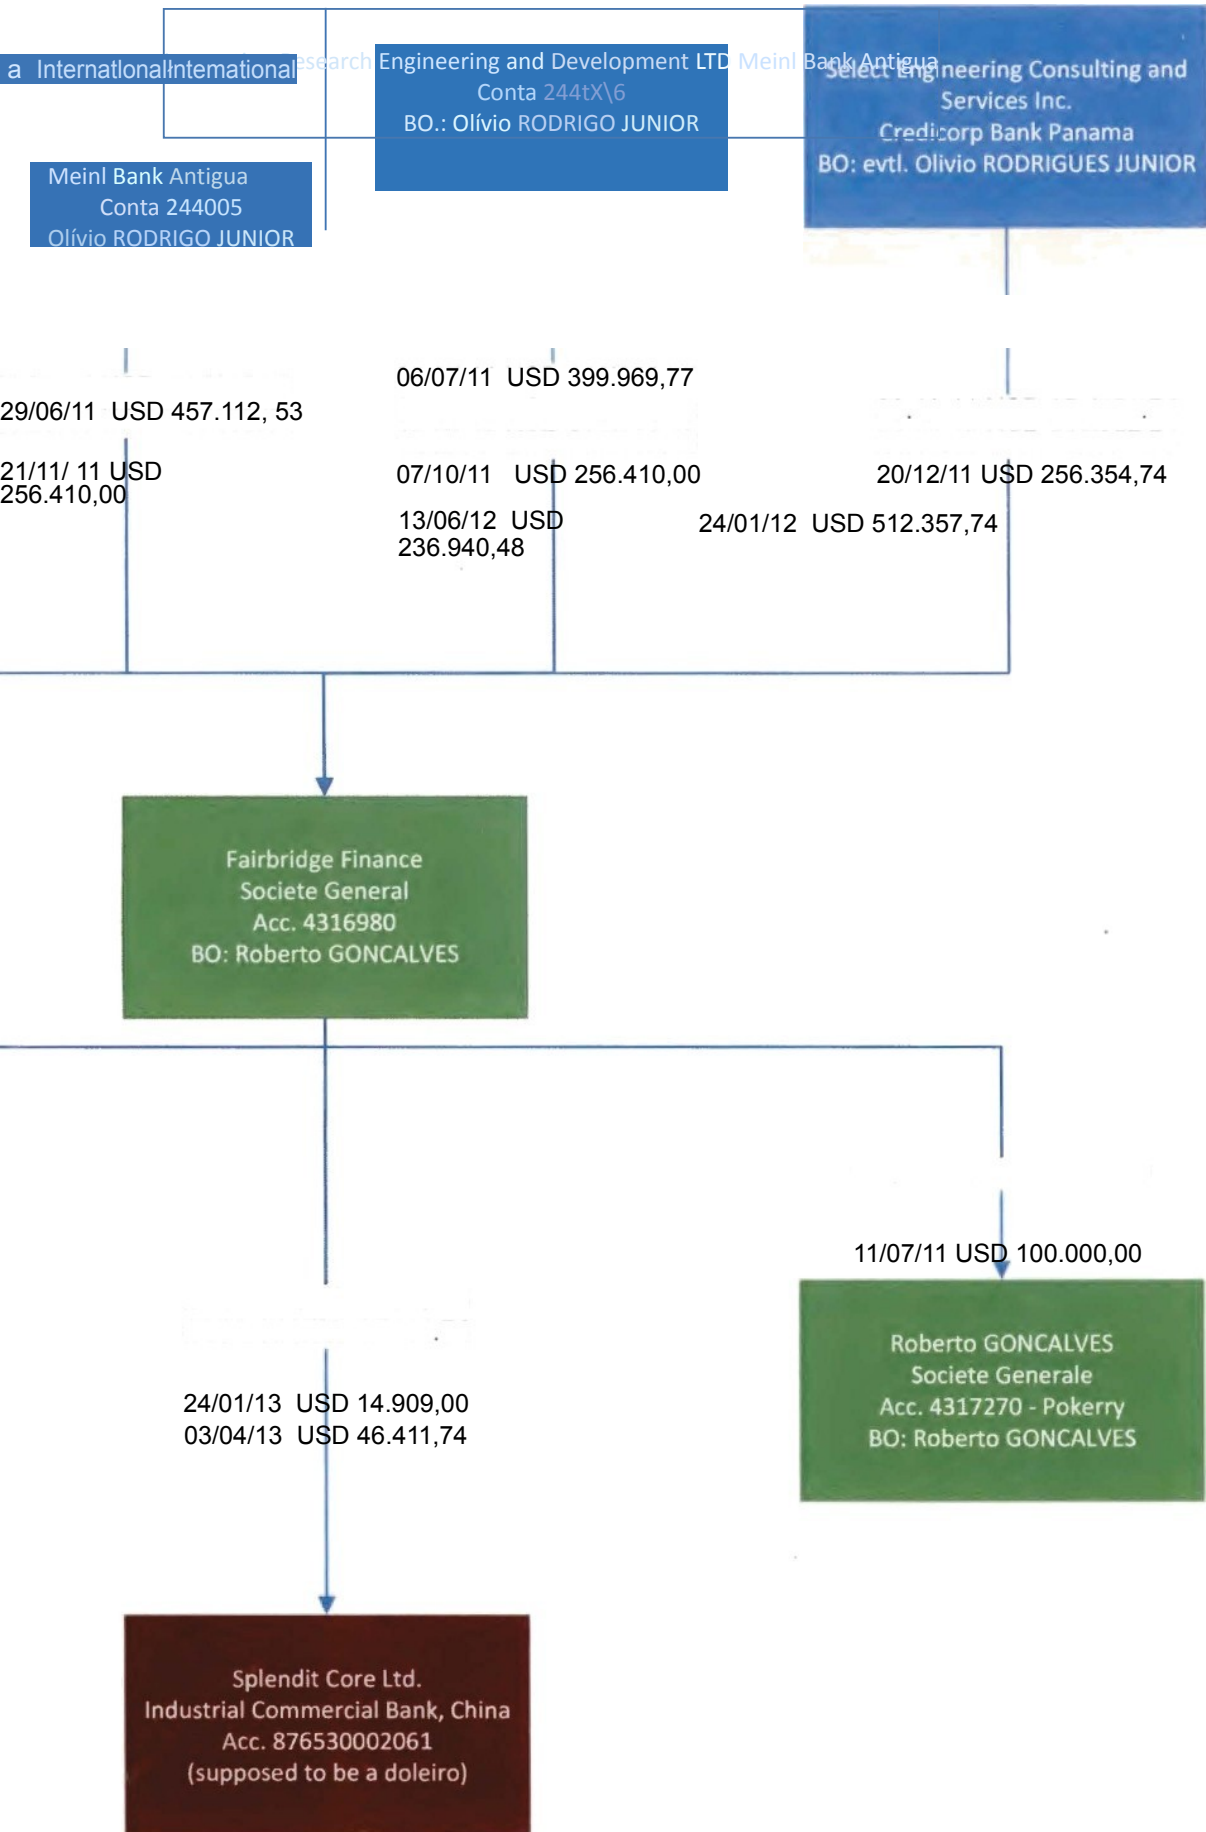 a InternatlonalIntemational
esearch Engineering and Development LTD Meinl Bank Antigua
Conta 244tX\6
BO.: Olívio RODRIGO JUNIOR
Select Engineering Consulting and
Services Inc.
Credicorp Bank Panama
BO: evtl. Olivio RODRIGUES JUNIOR
Meinl Bank Antigua
Conta 244005
Olívio RODRIGO JUNIOR
29/06/11 USD 457.112, 53
21/11/ 11 USD
256.410,00
06/07/11 USD 399.969,77
07/10/11 USD 256.410,00
13/06/12 USD
236.940,48
20/12/11 USD 256.354,74
24/01/12 USD 512.357,74
Fairbridge Finance
Societe General
Acc. 4316980
BO: Roberto GONCALVES
11/07/11 USD 100.000,00
Roberto GONCALVES
Societe Generale
Acc. 4317270 - Pokerry
BO: Roberto GONCALVES
24/01/13 USD 14.909,00
03/04/13 USD 46.411,74
Splendit Core Ltd.
Industrial Commercial Bank, China
Acc. 876530002061
(supposed to be a doleiro)